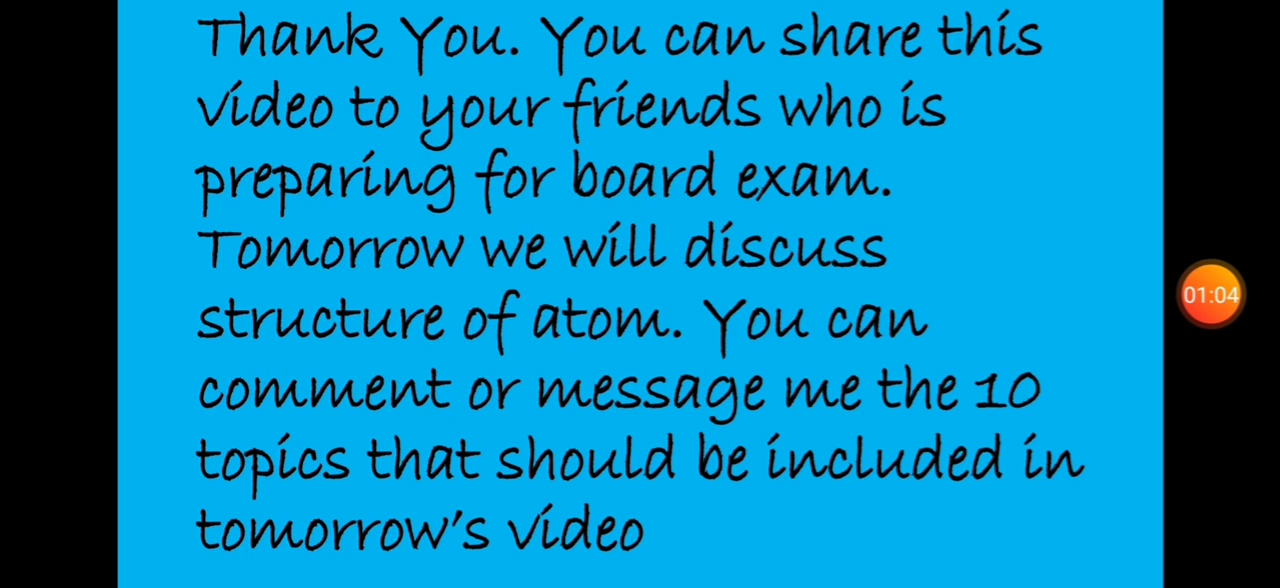 Thank You. You can share this
video to your friends who is
preparing for board exam.
Tomorrow we will discuss
structure of atom. You can
comment or message me the 10
topics that should be included in
tomorrow's video
01:04